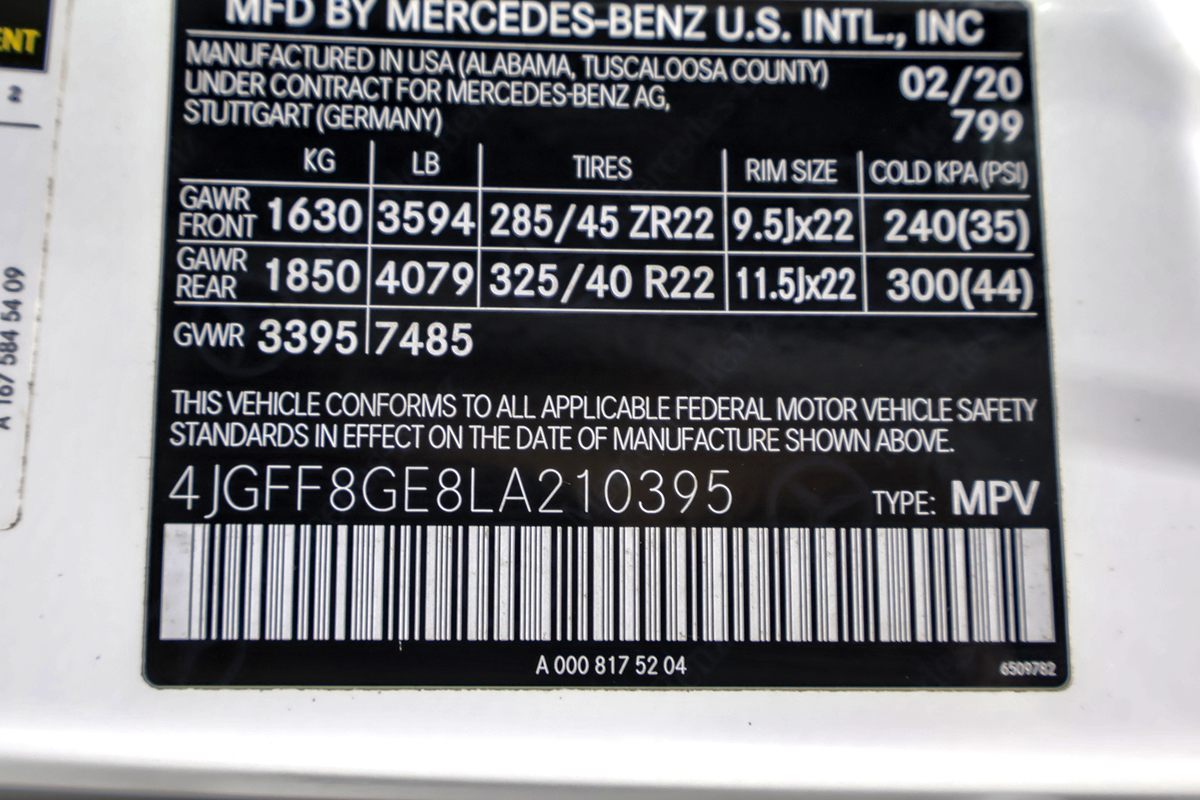 MFD BY MERCEDES-BENZ U.S. INTL., INC
MANUFACTURED IN USA (ALABAMA, TUSCALOOSA COUNTY) 02/20
UNDER CONTRACT FOR MERCEDES-BENZ AG,
STUTTGART (GERMANY) 799
KG LB TIRES RIM SIZE COLD KPA (PSI)
GAWR FRONT 1630 3594 285/45 ZR22 9.5Jx22 240(35)
GAWR REAR 1850 4079 325/40 R22 11.5Jx22 300(44)
GVWR 3395 7485
THIS VEHICLE CONFORMS TO ALL APPLICABLE FEDERAL MOTOR VEHICLE SAFETY
STANDARDS IN EFFECT ON THE DATE OF MANUFACTURE SHOWN ABOVE.
4JGFF8GE8LA210395 TYPE: MPV
A 000 817 52 04 6509782
A 167 584 54 09